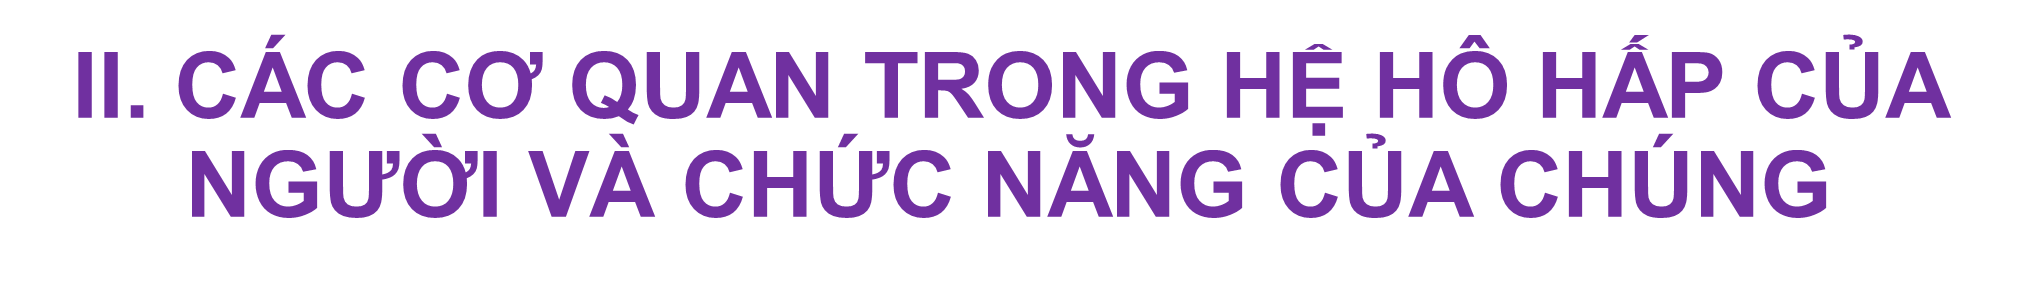 II. CÁC CƠ QUAN TRONG HỆ HÔ HẤP CỦA
NGƯỜI VÀ CHỨC NĂNG CỦA CHÚNG